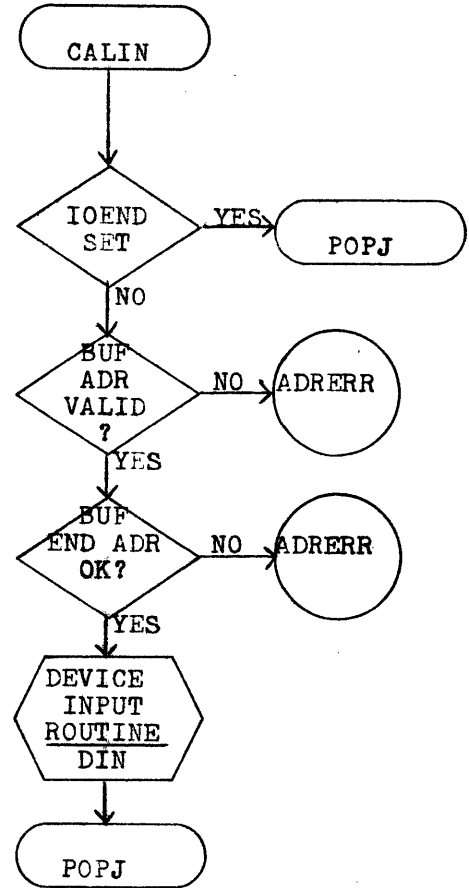 CALIN
IOEND
SET
YES
POPJ
NO
BUF
ADR
VALID
?
NO
ADRERR
YES
BUF
END ADR
OK?
NO
ADRERR
YES
DEVICE
INPUT
ROUTINE
DIN
POPJ